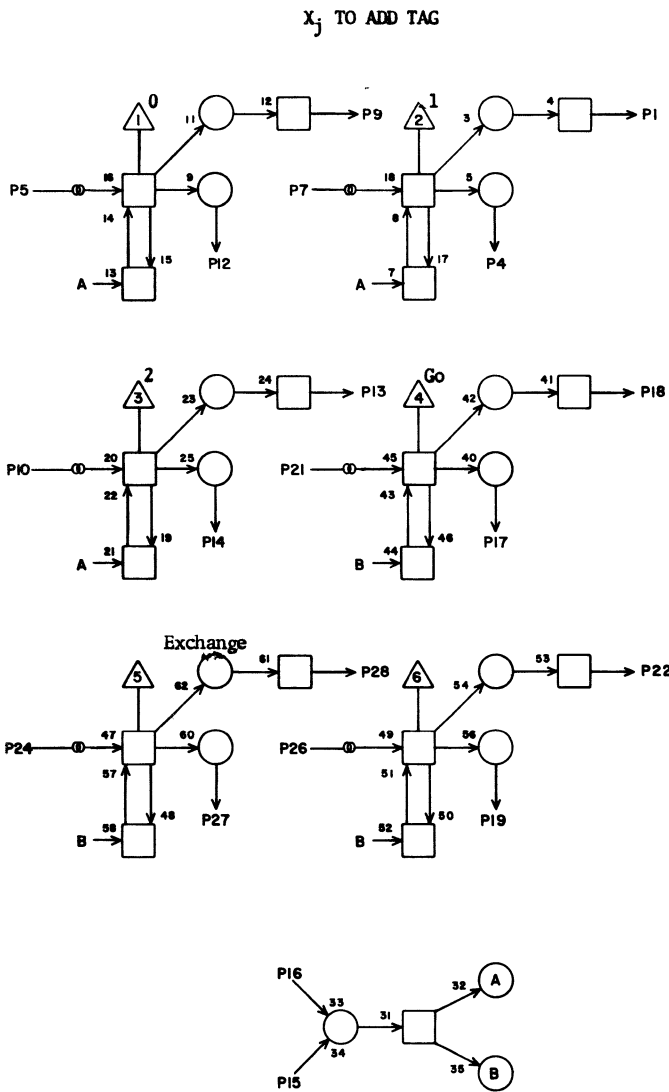 Xj TO ADD TAG
0 1
1 11 12 P9 2 3 4 P1
P5 16 9 P7 18 5
14 15 P12 8 17 P4
A 13 A 7
2 Go
3 23 24 P13 4 42 41 P18
P10 20 25 P21 45 40
22 19 P14 43 46 P17
A 21 B 44
Exchange
5 62 61 P28 6 54 53 P22
P24 47 60 P26 49 56
57 48 P27 51 50 P19
B 58 B 52
P16 32 A
33 31
34
P15 35 B